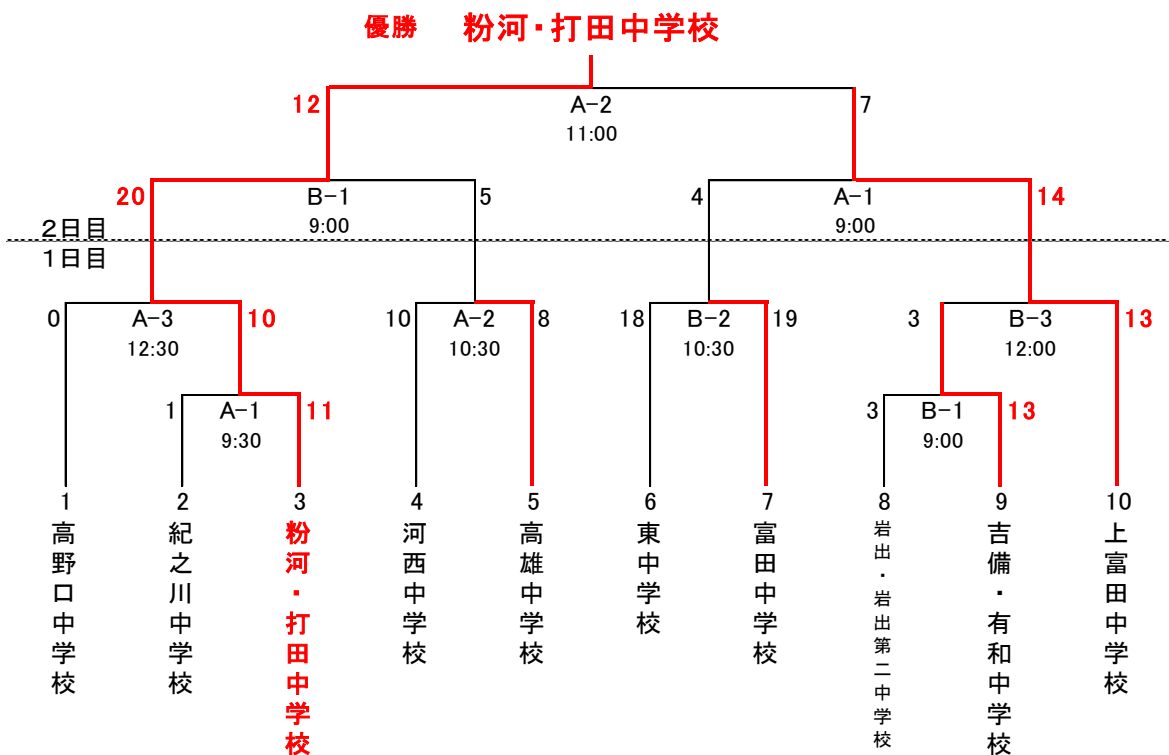 優勝 粉河・打田中学校
12 A-2 7
11:00
20 B-1 5 4 A-1 14
9:00 9:00
2日目
1日目
0 A-3 10 10 A-2 8 18 B-2 19 3 B-3 13
12:30 10:30 10:30 12:00
1 A-1 11 3 B-1 13
9:30 9:00
1 2 3 4 5 6 7 8 9 10
高野口中学校
紀之川中学校
粉河・打田中学校
河西中学校
高雄中学校
東中学校
富田中学校
岩出・岩出第二中学校
吉備・有和中学校
上富田中学校